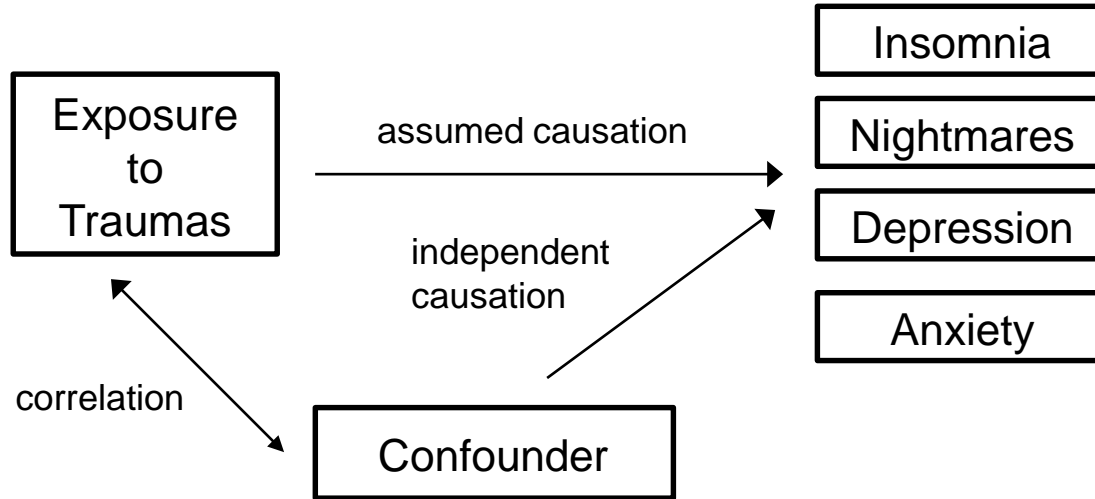 Exposure
to
Traumas
assumed causation
independent
causation
correlation
Confounder
Insomnia
Nightmares
Depression
Anxiety